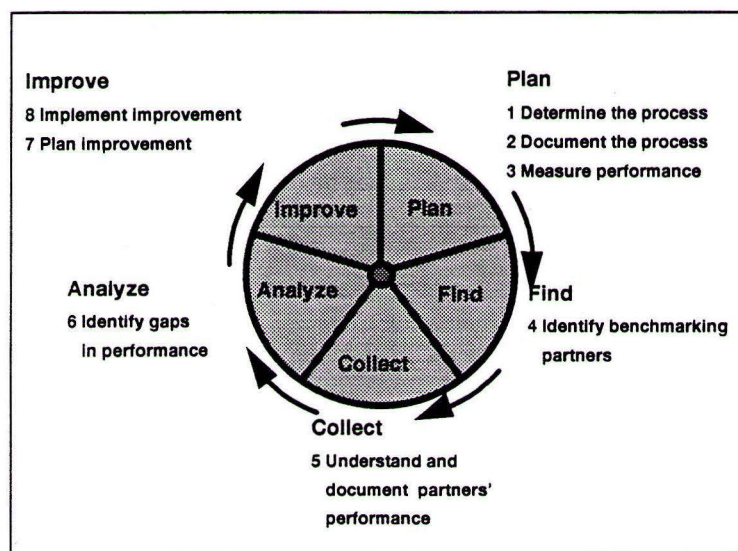 Improve
8 Implement improvement
7 Plan improvement
Plan
1 Determine the process
2 Document the process
3 Measure performance
Improve
Plan
Analyze
Find
Collect
Analyze
6 Identify gaps
in performance
Find
4 Identify benchmarking
partners
Collect
5 Understand and
document partners'
performance